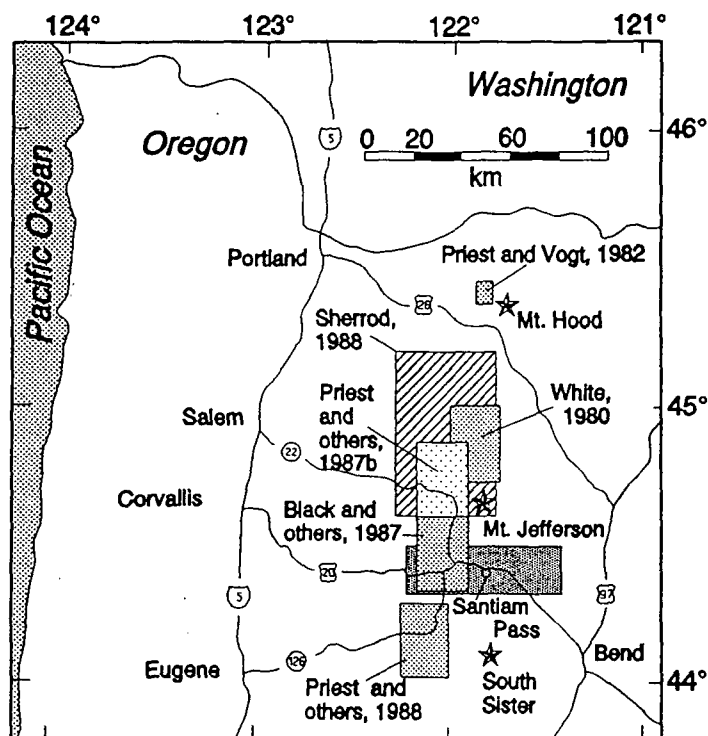 124°
123°
122°
121°
Washington
46°
Oregon
5
0 20 60 100
km
Pacific Ocean
Priest and Vogt, 1982
Portland
26
Mt. Hood
Sherrod,
1988
White,
1980
45°
Priest
and
others,
1987b
Salem
22
Corvallis
Black and
others, 1987
Mt. Jefferson
20
5
97
Santiam
Pass
126
Eugene
Bend
44°
Priest and
others, 1988
South
Sister